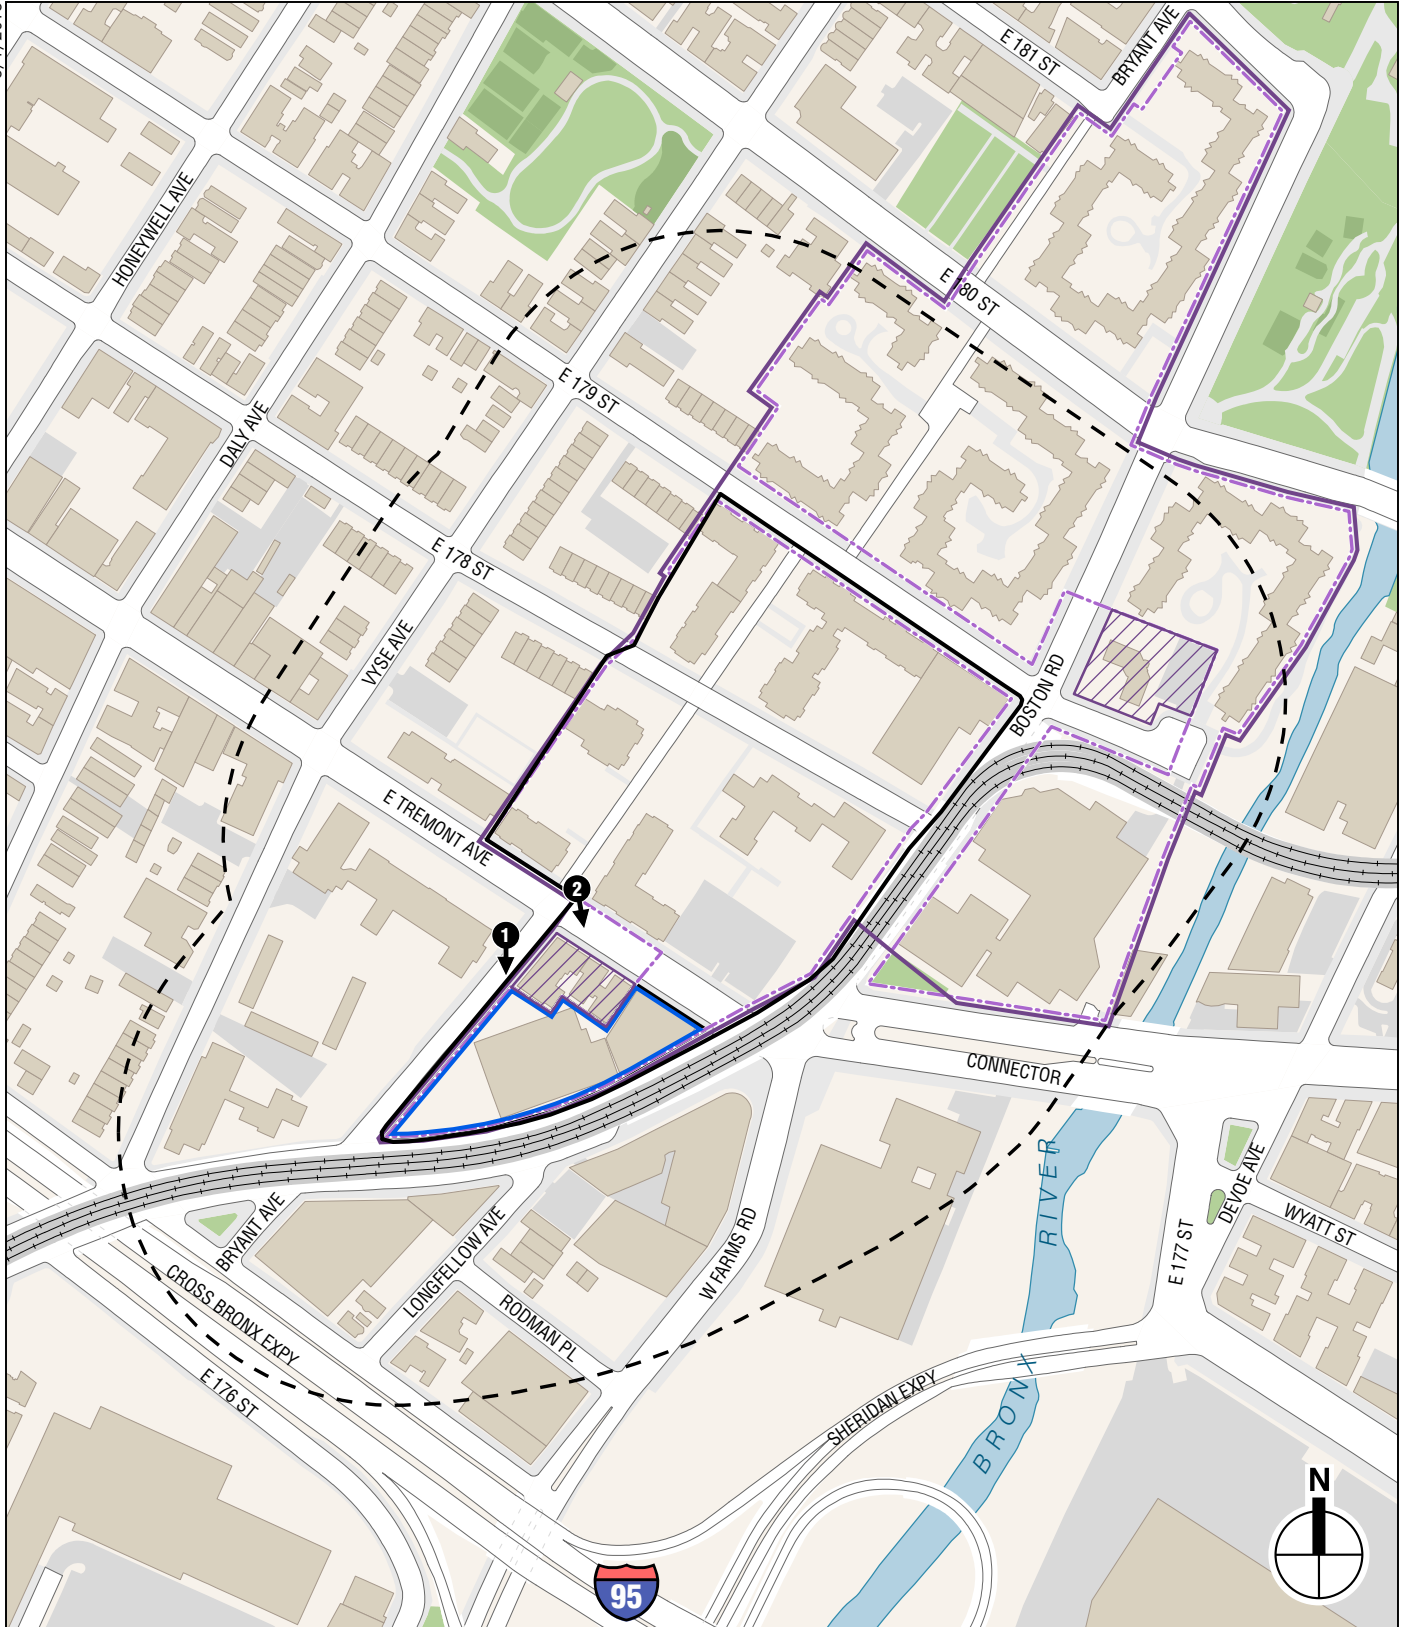 E 181 ST
BRYANT AVE
HONEYWELL AVE
E 180 ST
E 179 ST
DALY AVE
E 178 ST
VYSE AVE
BOSTON RD
E TREMONT AVE
2
1
CONNECTOR
RIVER
DEVOE AVE
WYATT ST
E 177 ST
BRYANT AVE
LONGFELLOW AVE
W FARMS RD
CROSS BRONX EXPY
RODMAN PL
E 176 ST
SHERIDAN EXPY
BRONX
N
95